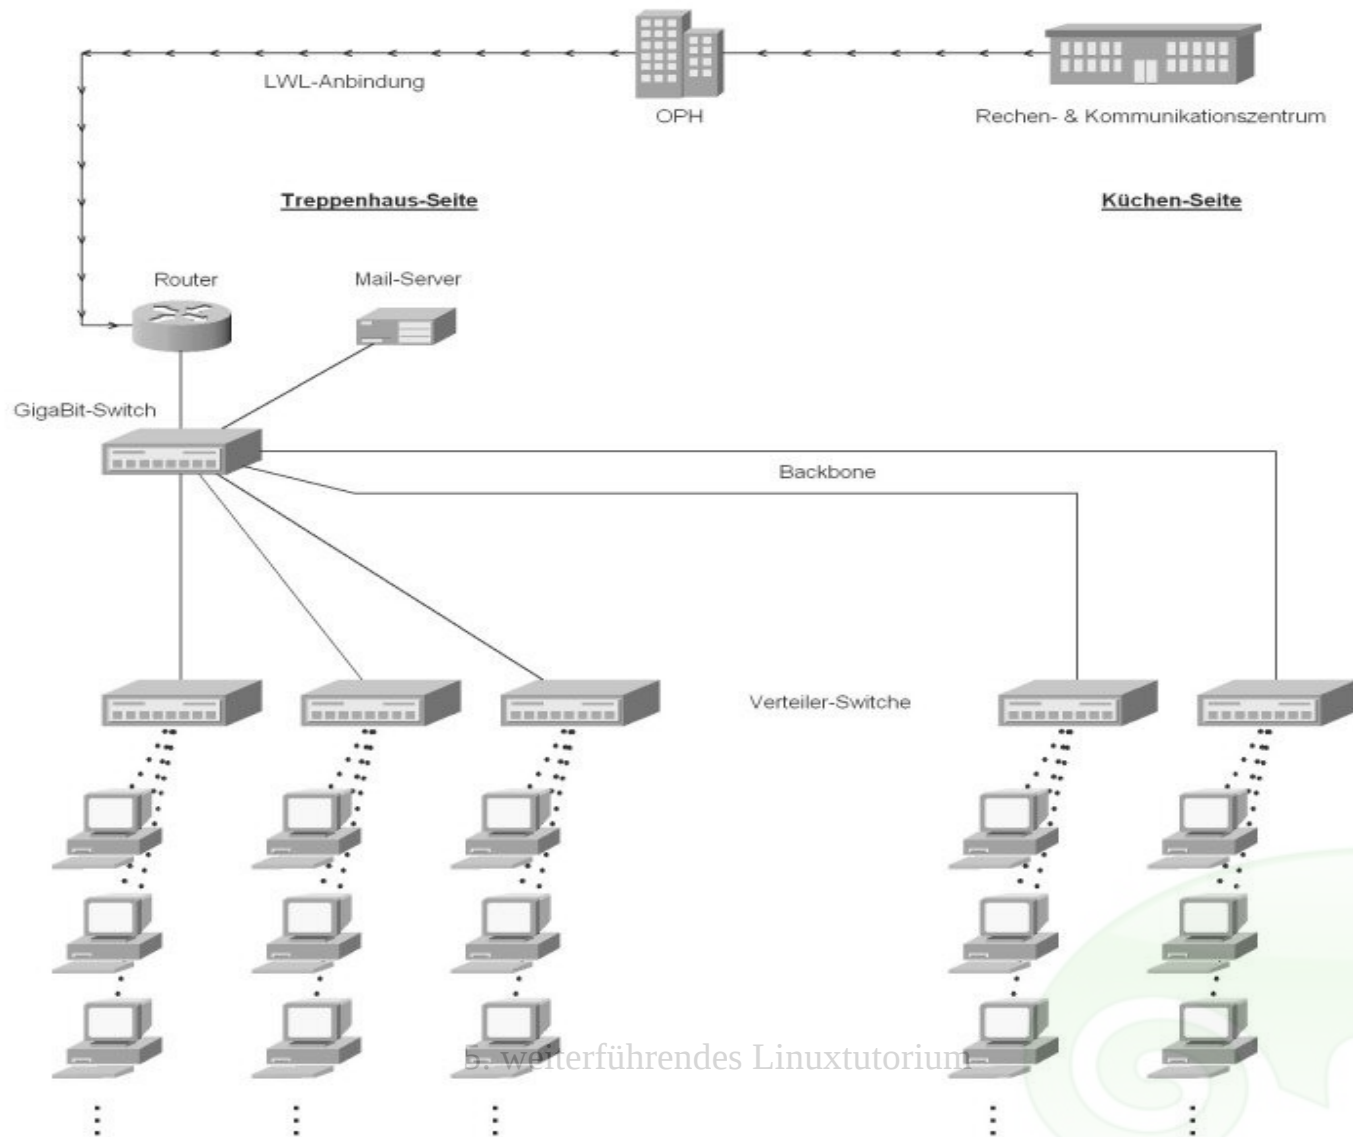 LWL-Anbindung
OPH
Rechen- & Kommunikationszentrum
Treppenhaus-Seite
Küchen-Seite
Router
Mail-Server
GigaBit-Switch
Backbone
Verteiler-Switche
5. weiterführendes Linuxtutorium